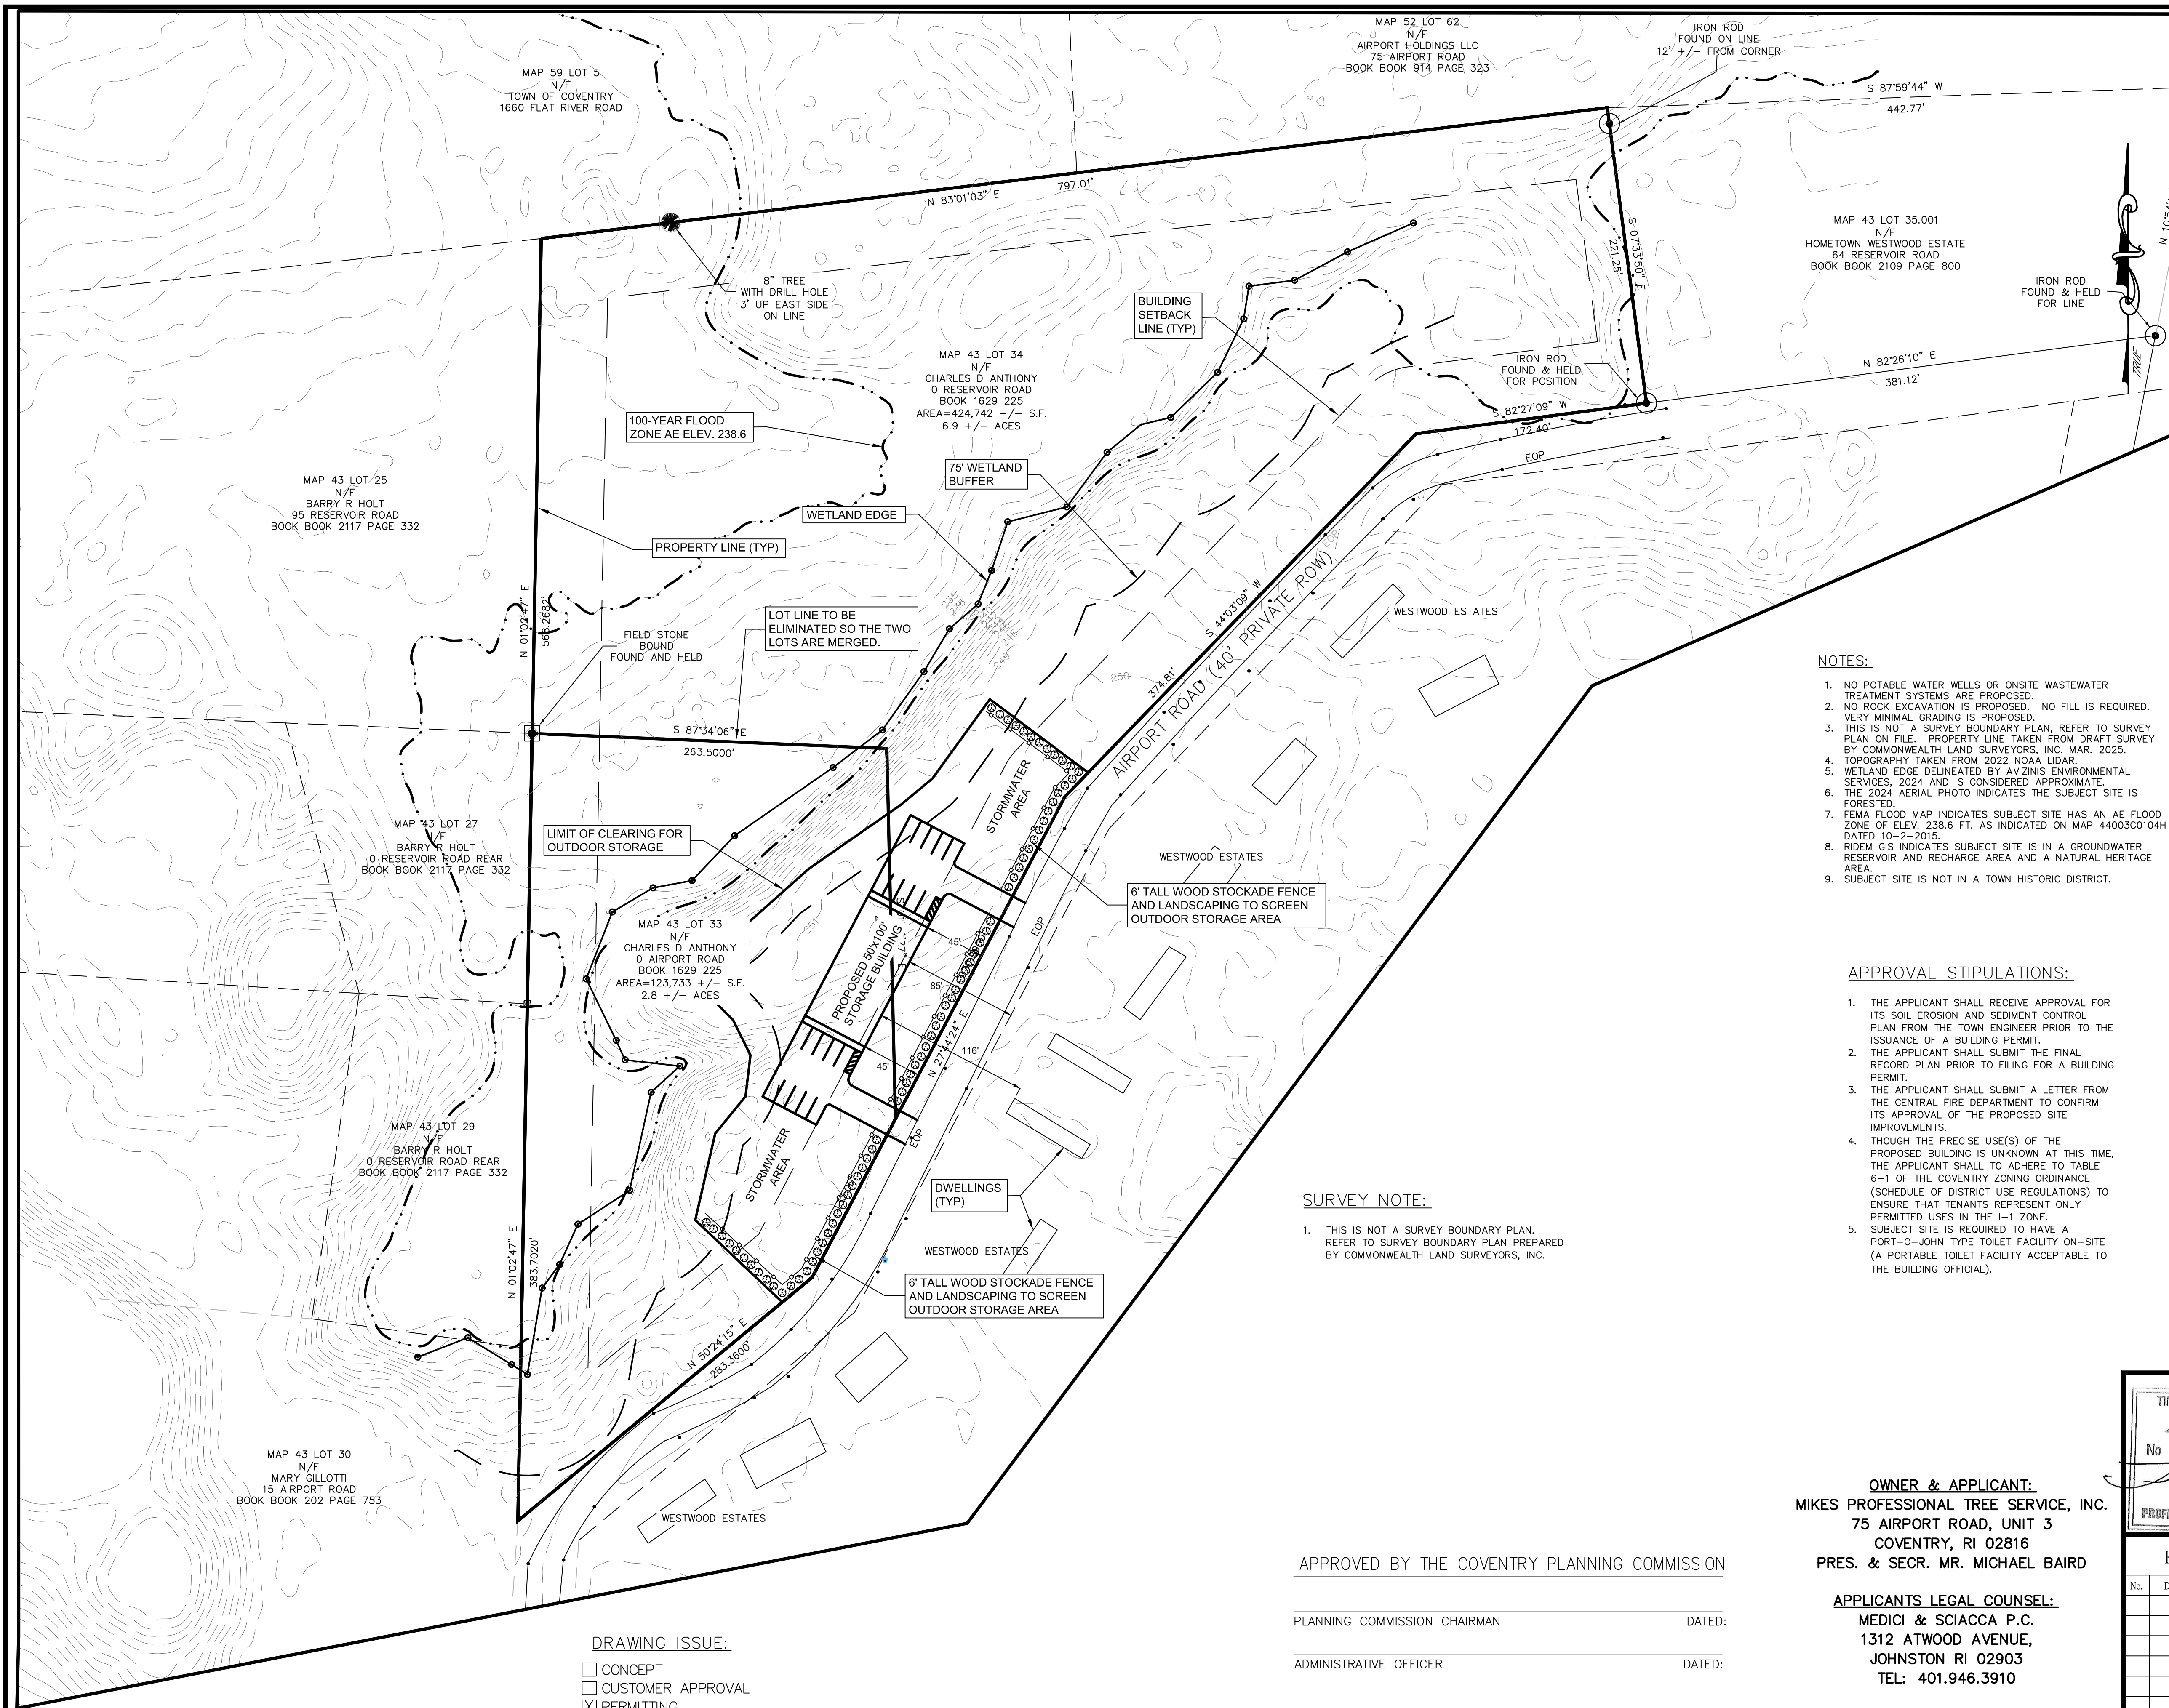 MAP 59 LOT 5
N/F
TOWN OF COVENTRY
1660 FLAT RIVER ROAD
MAP 52 LOT 62
N/F
AIRPORT HOLDINGS LLC
75 AIRPORT ROAD
BOOK BOOK 914 PAGE 323
IRON ROD
FOUND ON LINE
12' +/- FROM CORNER
S 87°59'44" W
442.77'
N 83°01'03" E
797.01'
S 07°33'50" E
221.25'
MAP 43 LOT 35.001
N/F
HOMETOWN WESTWOOD ESTATE
64 RESERVOIR ROAD
BOOK BOOK 2109 PAGE 800
IRON ROD
FOUND & HELD
FOR LINE
TRUE
8" TREE
WITH DRILL HOLE
3' UP EAST SIDE
ON LINE
BUILDING
SETBACK
LINE (TYP)
MAP 43 LOT 34
N/F
CHARLES D ANTHONY
0 RESERVOIR ROAD
BOOK 1629 225
AREA=424,742 +/- S.F.
6.9 +/- ACES
IRON ROD
FOUND & HELD
FOR POSITION
N 82°26'10" E
381.12'
S 82°27'09" W
172.40'
EOP
100-YEAR FLOOD
ZONE AE ELEV. 238.6
75' WETLAND
BUFFER
MAP 43 LOT 25
N/F
BARRY R HOLT
95 RESERVOIR ROAD
BOOK BOOK 2117 PAGE 332
WETLAND EDGE
PROPERTY LINE (TYP)
EOP
N 01°02'47" E
568.2682'
235
236
248
249
250
LOT LINE TO BE
ELIMINATED SO THE TWO
LOTS ARE MERGED.
FIELD STONE
BOUND
FOUND AND HELD
S 44°03'09" W
374.81'
AIRPORT ROAD (40' PRIVATE ROW)
WESTWOOD ESTATES
S 87°34'06" E
263.5000'
STORMWATER
AREA
NOTES:
1. NO POTABLE WATER WELLS OR ONSITE WASTEWATER
TREATMENT SYSTEMS ARE PROPOSED.
2. NO ROCK EXCAVATION IS PROPOSED. NO FILL IS REQUIRED.
VERY MINIMAL GRADING IS PROPOSED.
3. THIS IS NOT A SURVEY BOUNDARY PLAN, REFER TO SURVEY
PLAN ON FILE. PROPERTY LINE TAKEN FROM DRAFT SURVEY
BY COMMONWEALTH LAND SURVEYORS, INC. MAR. 2025.
4. TOPOGRAPHY TAKEN FROM 2022 NOAA LIDAR.
5. WETLAND EDGE DELINEATED BY AVIZINIS ENVIRONMENTAL
SERVICES, 2024 AND IS CONSIDERED APPROXIMATE.
6. THE 2024 AERIAL PHOTO INDICATES THE SUBJECT SITE IS
FORESTED.
7. FEMA FLOOD MAP INDICATES SUBJECT SITE HAS AN AE FLOOD
ZONE OF ELEV. 238.6 FT. AS INDICATED ON MAP 44003C0104H
DATED 10-2-2015.
8. RIDEM GIS INDICATES SUBJECT SITE IS IN A GROUNDWATER
RESERVOIR AND RECHARGE AREA AND A NATURAL HERITAGE
AREA.
9. SUBJECT SITE IS NOT IN A TOWN HISTORIC DISTRICT.
MAP 43 LOT 27
N/F
BARRY R HOLT
0 RESERVOIR ROAD REAR
BOOK BOOK 2117 PAGE 332
LIMIT OF CLEARING FOR
OUTDOOR STORAGE
WESTWOOD ESTATES
6' TALL WOOD STOCKADE FENCE
AND LANDSCAPING TO SCREEN
OUTDOOR STORAGE AREA
251
EOP
MAP 43 LOT 33
N/F
CHARLES D ANTHONY
0 AIRPORT ROAD
BOOK 1629 225
AREA=123,733 +/- S.F.
2.8 +/- ACES
PROPOSED 50'x100'
STORAGE BUILDING
45'
85'
116'
45'
N 27°44'24" E
APPROVAL STIPULATIONS:
1. THE APPLICANT SHALL RECEIVE APPROVAL FOR
ITS SOIL EROSION AND SEDIMENT CONTROL
PLAN FROM THE TOWN ENGINEER PRIOR TO THE
ISSUANCE OF A BUILDING PERMIT.
2. THE APPLICANT SHALL SUBMIT THE FINAL
RECORD PLAN PRIOR TO FILING FOR A BUILDING
PERMIT.
3. THE APPLICANT SHALL SUBMIT A LETTER FROM
THE CENTRAL FIRE DEPARTMENT TO CONFIRM
ITS APPROVAL OF THE PROPOSED SITE
IMPROVEMENTS.
4. THOUGH THE PRECISE USE(S) OF THE
PROPOSED BUILDING IS UNKNOWN AT THIS TIME,
THE APPLICANT SHALL TO ADHERE TO TABLE
6-1 OF THE COVENTRY ZONING ORDINANCE
(SCHEDULE OF DISTRICT USE REGULATIONS) TO
ENSURE THAT TENANTS REPRESENT ONLY
PERMITTED USES IN THE I-1 ZONE.
5. SUBJECT SITE IS REQUIRED TO HAVE A
PORT-O-JOHN TYPE TOILET FACILITY ON-SITE
(A PORTABLE TOILET FACILITY ACCEPTABLE TO
THE BUILDING OFFICIAL).
MAP 43 LOT 29
N/F
BARRY R HOLT
0 RESERVOIR ROAD REAR
BOOK BOOK 2117 PAGE 332
EOP
STORMWATER
AREA
DWELLINGS
(TYP)
SURVEY NOTE:
1. THIS IS NOT A SURVEY BOUNDARY PLAN.
REFER TO SURVEY BOUNDARY PLAN PREPARED
BY COMMONWEALTH LAND SURVEYORS, INC.
N 01°02'47" E
383.7020'
WESTWOOD ESTATES
6' TALL WOOD STOCKADE FENCE
AND LANDSCAPING TO SCREEN
OUTDOOR STORAGE AREA
N 50°24'15" E
283.3600'
MAP 43 LOT 30
N/F
MARY GILLOTTI
15 AIRPORT ROAD
BOOK BOOK 202 PAGE 753
WESTWOOD ESTATES
OWNER & APPLICANT:
MIKES PROFESSIONAL TREE SERVICE, INC.
75 AIRPORT ROAD, UNIT 3
COVENTRY, RI 02816
PRES. & SECR. MR. MICHAEL BAIRD
APPLICANTS LEGAL COUNSEL:
MEDICI & SCIACCA P.C.
1312 ATWOOD AVENUE,
JOHNSTON RI 02903
TEL: 401.946.3910
APPROVED BY THE COVENTRY PLANNING COMMISSION
PLANNING COMMISSION CHAIRMAN DATED:
ADMINISTRATIVE OFFICER DATED:
DRAWING ISSUE:
CONCEPT
CUSTOMER APPROVAL
X PERMITTING
No
No.